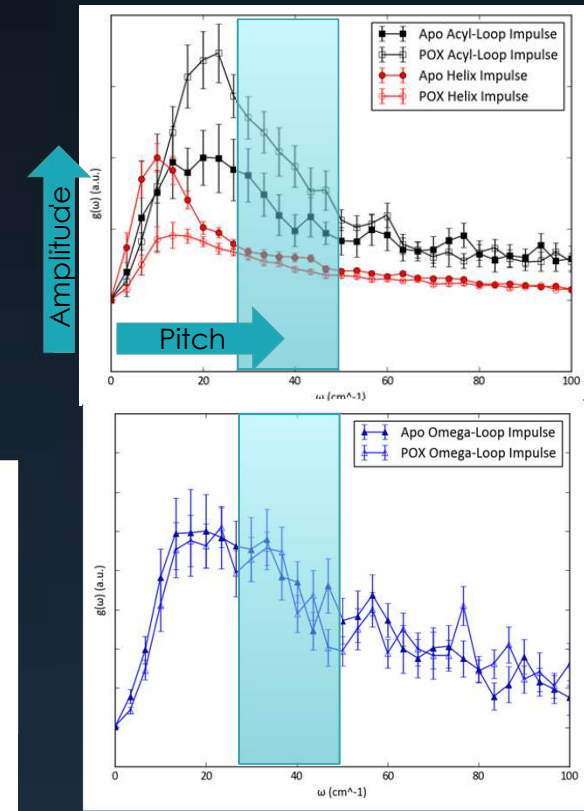 Apo Acyl-Loop Impulse
POX Acyl-Loop Impulse
Apo Helix Impulse
POX Helix Impulse
g(ω) (a.u.)
Amplitude
Pitch
0 20 40 60 80 100
ω (cm^-1)
Apo Omega-Loop Impulse
POX Omega-Loop Impulse
g(ω) (a.u.)
0 20 40 60 80 100
ω (cm^-1)